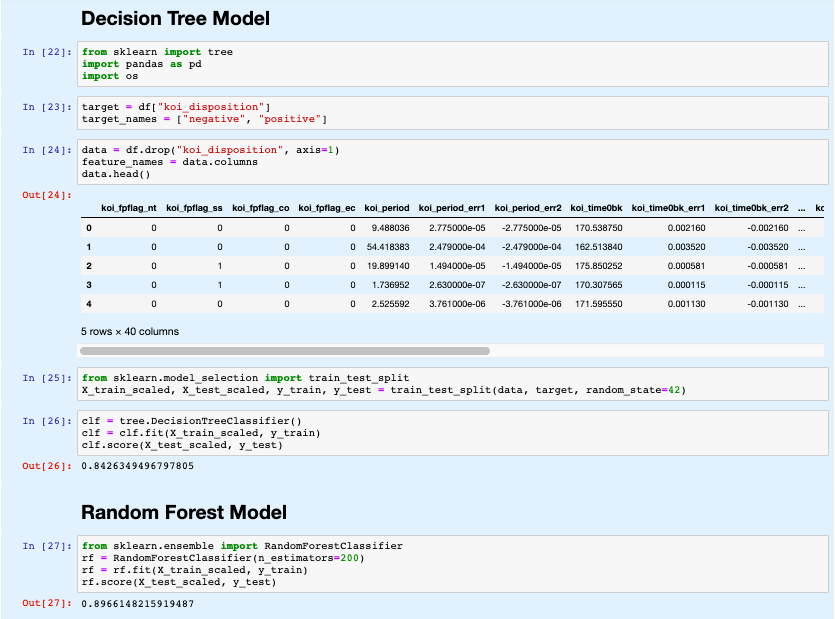 Decision Tree Model
In [22]: from sklearn import tree
import pandas as pd
import os
In [23]: target = df["koi_disposition"]
target_names = ["negative", "positive"]
In [24]: data = df.drop("koi_disposition", axis=1)
feature_names = data.columns
data.head()
Out[24]:
koi_fpflag_nt koi_fpflag_ss koi_fpflag_co koi_fpflag_ec koi_period koi_period_err1 koi_period_err2 koi_time0bk koi_time0bk_err1 koi_time0bk_err2 ... kc
0 0 0 0 0 9.488036 2.775000e-05 -2.775000e-05 170.538750 0.002160 -0.002160 ...
1 0 0 0 0 54.418383 2.479000e-04 -2.479000e-04 162.513840 0.003520 -0.003520 ...
2 0 1 0 0 19.899140 1.494000e-05 -1.494000e-05 175.850252 0.000581 -0.000581 ...
3 0 1 0 0 1.736952 2.630000e-07 -2.630000e-07 170.307565 0.000115 -0.000115 ...
4 0 0 0 0 2.525592 3.761000e-06 -3.761000e-06 171.595550 0.001130 -0.001130 ...
5 rows × 40 columns
In [25]: from sklearn.model_selection import train_test_split
X_train_scaled, X_test_scaled, y_train, y_test = train_test_split(data, target, random_state=42)
In [26]: clf = tree.DecisionTreeClassifier()
clf = clf.fit(X_train_scaled, y_train)
clf.score(X_test_scaled, y_test)
Out[26]: 0.8426349496797805
Random Forest Model
In [27]: from sklearn.ensemble import RandomForestClassifier
rf = RandomForestClassifier(n_estimators=200)
rf = rf.fit(X_train_scaled, y_train)
rf.score(X_test_scaled, y_test)
Out[27]: 0.8966148215919487